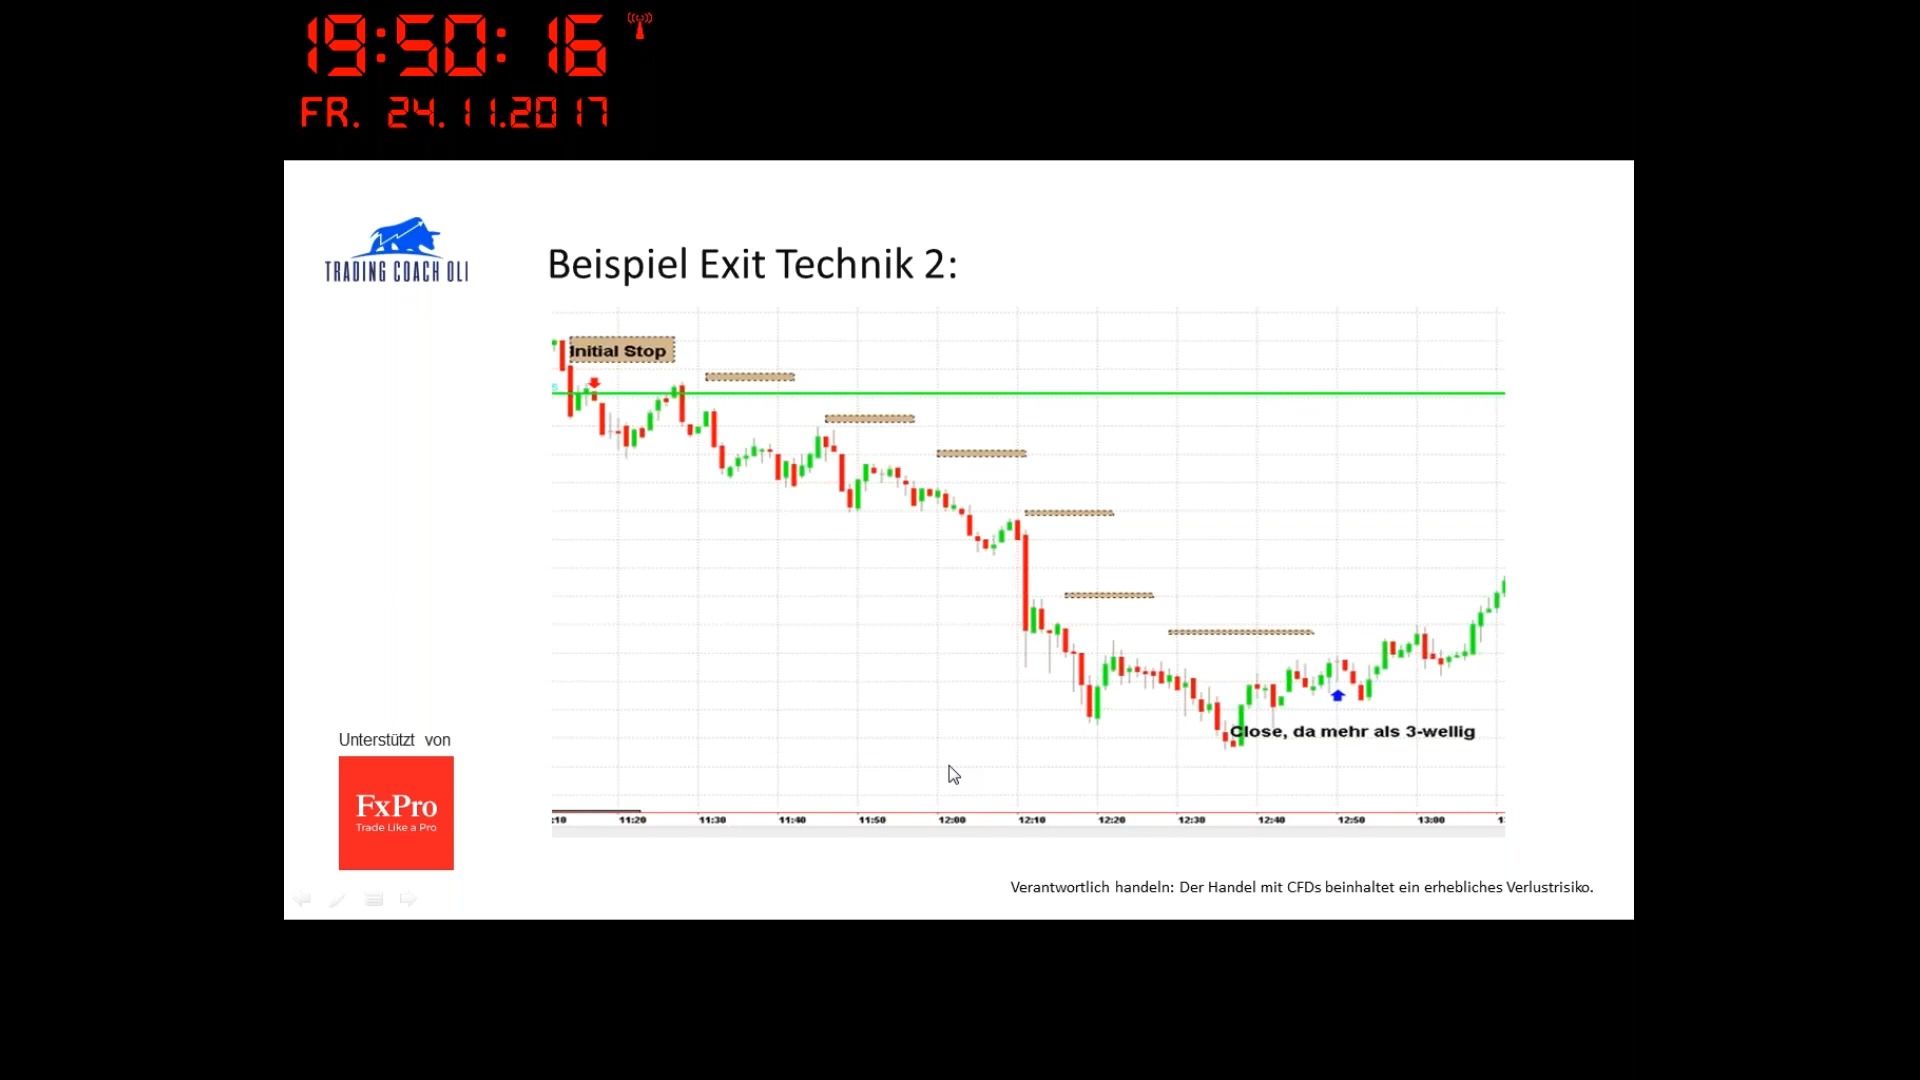 19:50:16
FR. 24.11.2017
TRADING COACH OLI
Beispiel Exit Technik 2:
Initial Stop
s
Close, da mehr als 3-wellig
:10 11:20 11:30 11:40 11:50 12:00 12:10 12:20 12:30 12:40 12:50 13:00 1
Unterstützt von
FxPro
Trade Like a Pro
Verantwortlich handeln: Der Handel mit CFDs beinhaltet ein erhebliches Verlustrisiko.